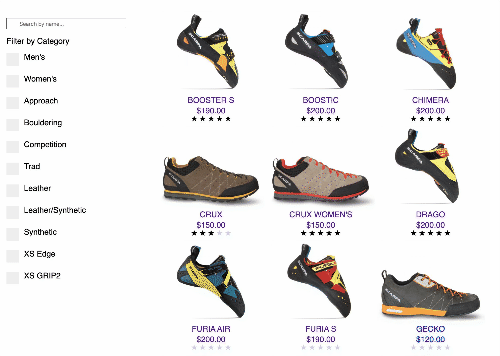 Search by name...
Filter by Category
Men's
Women's
Approach
Bouldering
Competition
Trad
Leather
Leather/Synthetic
Synthetic
XS Edge
XS GRIP2
BOOSTER S
$190.00
BOOSTIC
$200.00
CHIMERA
$200.00
CRUX
$150.00
CRUX WOMEN'S
$150.00
DRAGO
$200.00
FURIA AIR
$200.00
FURIA S
$190.00
GECKO
$120.00